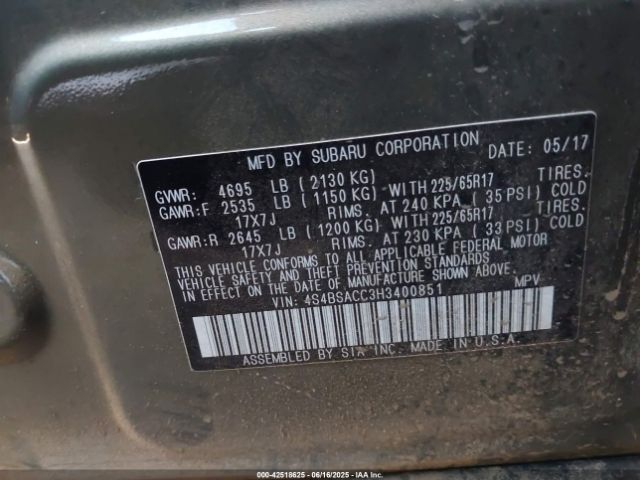 MFD BY SUBARU CORPORATION DATE: 05/17
GVWR: 4695 LB ( 2130 KG)
GAWR:F 2535 LB ( 1150 KG) WITH 225/65R17 TIRES.
17X7J RIMS. AT 240 KPA ( 35 PSI) COLD
GAWR:R 2645 LB ( 1200 KG) WITH 225/65R17 TIRES.
17X7J RIMS. AT 230 KPA ( 33 PSI) COLD
THIS VEHICLE CONFORMS TO ALL APPLICABLE FEDERAL MOTOR
VEHICLE SAFETY, BUMPER, AND THEFT PREVENTION STANDARDS
IN EFFECT ON THE DATE OF MANUFACTURE SHOWN ABOVE.
VIN: 4S4BSACC3H3400851 MPV
ASSEMBLED BY SIA INC. MADE IN U.S.A.
000-42518625 - 06/16/2025 - IAAI.COM